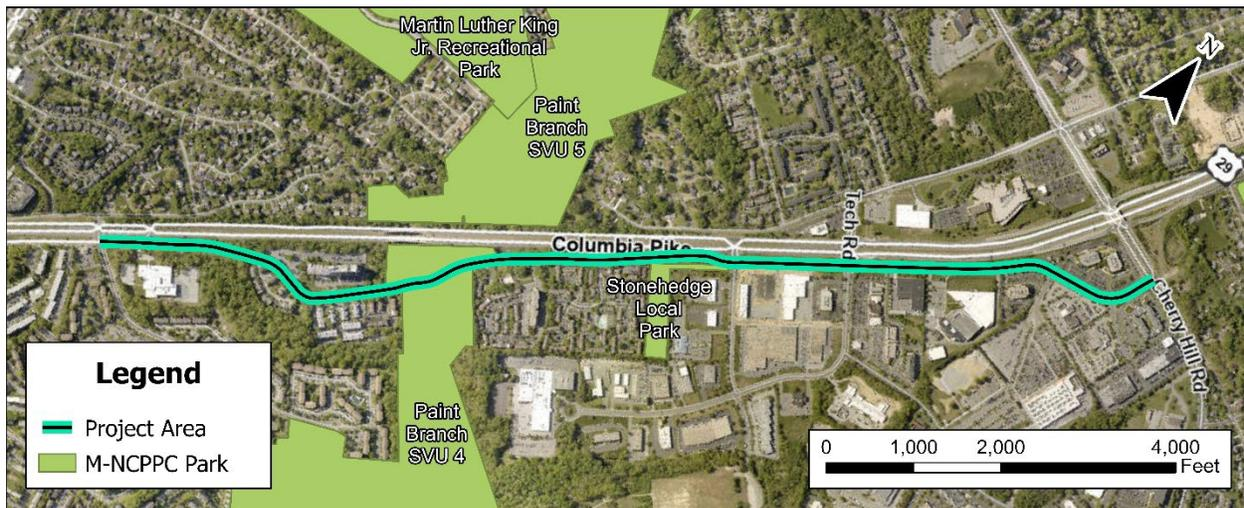 Martin Luther King
Jr. Recreational
Park
Paint
Branch
SVU 5
N
29
Tech Rd
Columbia Pike
Stonehedge
Local
Park
Cherry Hill Rd
Paint
Branch
SVU 4
Legend
Project Area
M-NCPPC Park
0 1,000 2,000 4,000
Feet